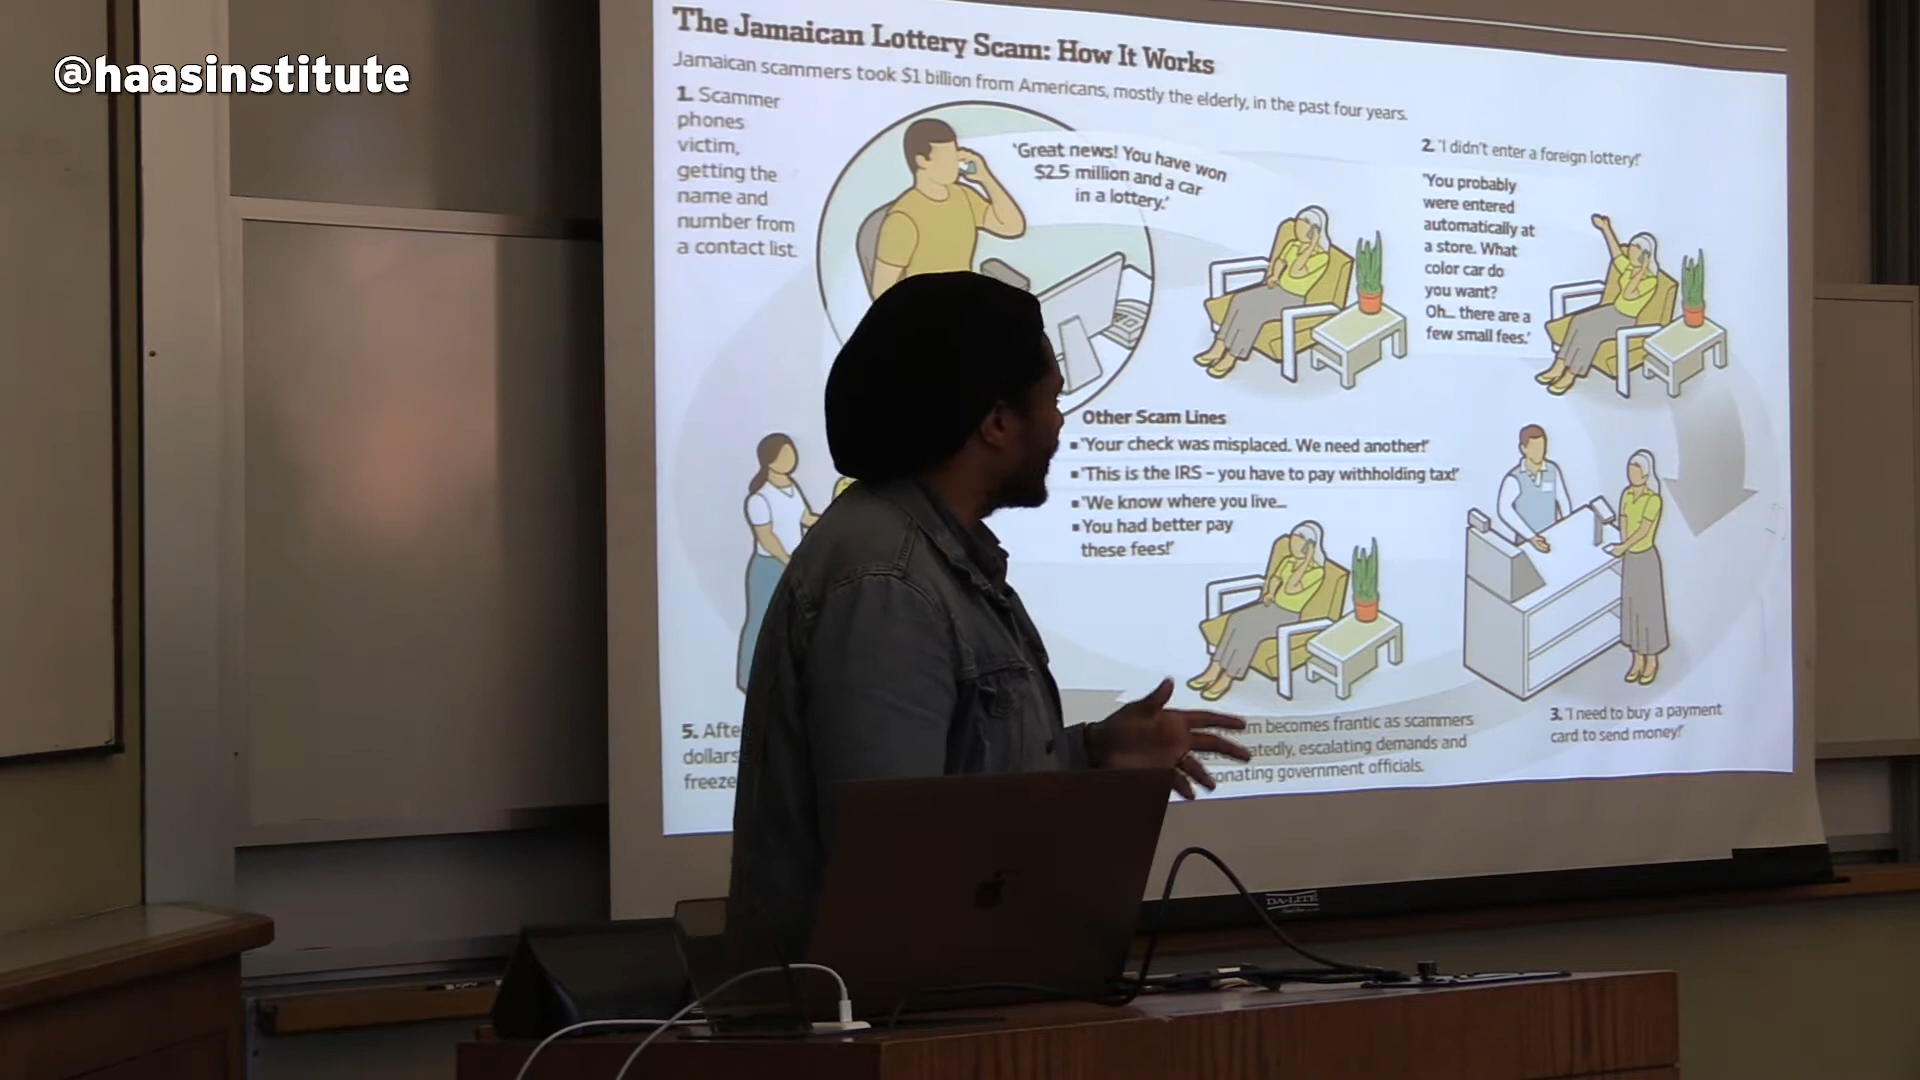 @haasinstitute
The Jamaican Lottery Scam: How It Works
Jamaican scammers took $1 billion from Americans, mostly the elderly, in the past four years.
1. Scammer
phones
victim,
getting the
name and
number from
a contact list.
'Great news! You have won
$2.5 million and a car
in a lottery.'
2. 'I didn't enter a foreign lottery!'
'You probably
were entered
automatically at
a store. What
color car do
you want?
Oh... there are a
few small fees.'
Other Scam Lines
▪ 'Your check was misplaced. We need another!'
▪ 'This is the IRS – you have to pay withholding tax!'
▪ 'We know where you live...
▪ You had better pay
these fees!'
3. 'I need to buy a payment
card to send money!'
becomes frantic as scammers
escalating demands and
government officials.
5.
dollars
freeze
DA-LITE